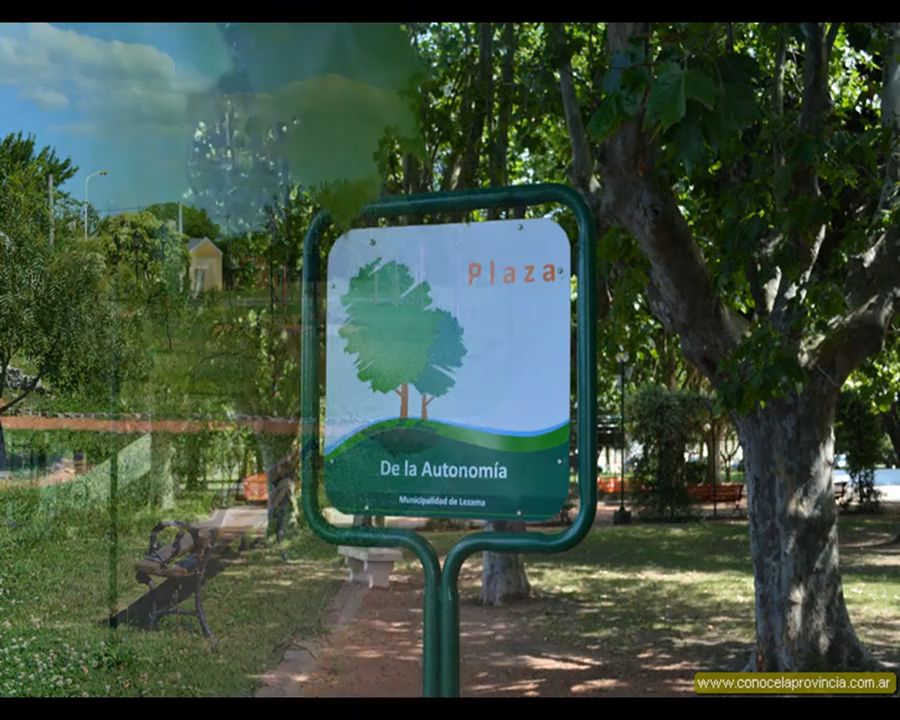 Plaza
De la Autonomía
Municipalidad de Lezama
www.conocelaprovincia.com.ar